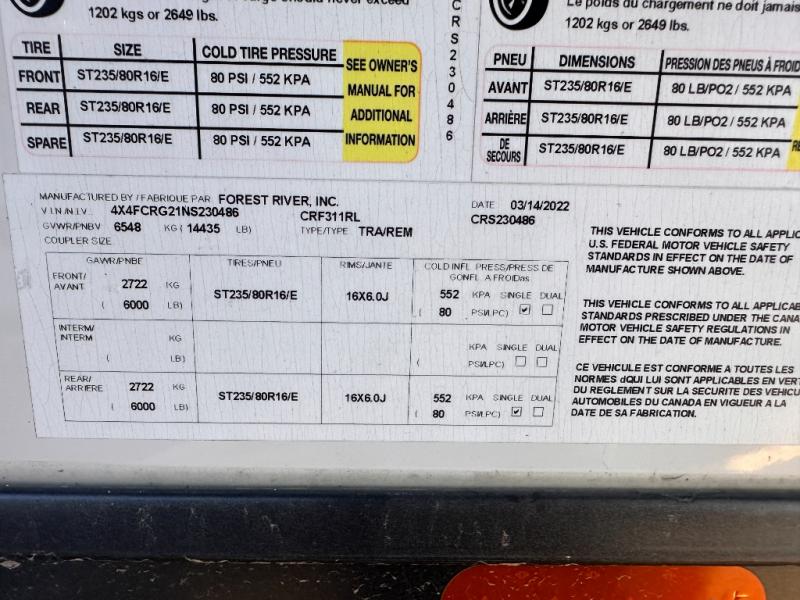 should never exceed
1202 kgs or 2649 lbs.
TIRE SIZE COLD TIRE PRESSURE
FRONT ST235/80R16/E 80 PSI / 552 KPA
REAR ST235/80R16/E 80 PSI / 552 KPA
SPARE ST235/80R16/E 80 PSI / 552 KPA
SEE OWNER'S
MANUAL FOR
ADDITIONAL
INFORMATION
CRS230486
Le poids du chargement ne doit jamais
1202 kg ou 2649 lbs.
PNEU DIMENSIONS PRESSION DES PNEUS À FROID
AVANT ST235/80R16/E 80 LB/PO2 / 552 KPA
ARRIÈRE ST235/80R16/E 80 LB/PO2 / 552 KPA
DE
SECOURS ST235/80R16/E 80 LB/PO2 / 552 KPA
MANUFACTURED BY / FABRIQUE PAR FOREST RIVER, INC. DATE 03/14/2022
V.I.N./N.I.V. 4X4FCRG21NS230486 CRF311RL CRS230486
GVWR/PNBV 6548 KG ( 14435 LB) TYPE/TYPE TRA/REM
COUPLER SIZE
GAWR/PNBE TIRES/PNEU RIMS/JANTE COLD INFL. PRESS/PRESS DE
GONFL A FROIDas
FRONT/
AVANT 2722 KG ST235/80R16/E 16X6.0J 552 KPA SINGLE DUAL
( 6000 LB) ( 80 PSI/LPC)
INTERM/
INTERM KG KPA SINGLE DUAL
( LB) ( PSI/LPC)
REAR/
ARRIERE 2722 KG ST235/80R16/E 16X6.0J 552 KPA SINGLE DUAL
( 6000 LB) ( 80 PSI/LPC)
THIS VEHICLE CONFORMS TO ALL APPLIC
U.S. FEDERAL MOTOR VEHICLE SAFETY
STANDARDS IN EFFECT ON THE DATE OF
MANUFACTURE SHOWN ABOVE.
THIS VEHICLE CONFORMS TO ALL APPLICABLE
STANDARDS PRESCRIBED UNDER THE CANA
MOTOR VEHICLE SAFETY REGULATIONS IN
EFFECT ON THE DATE OF MANUFACTURE.
CE VEHICULE EST CONFORME A TOUTES LES
NORMES dQUI LUI SONT APPLICABLES EN VERT
DU REGLEMENT SUR LA SECURITE DES VEHICU
AUTOMOBILES DU CANADA EN VIGUEUR A LA
DATE DE SA FABRICATION.